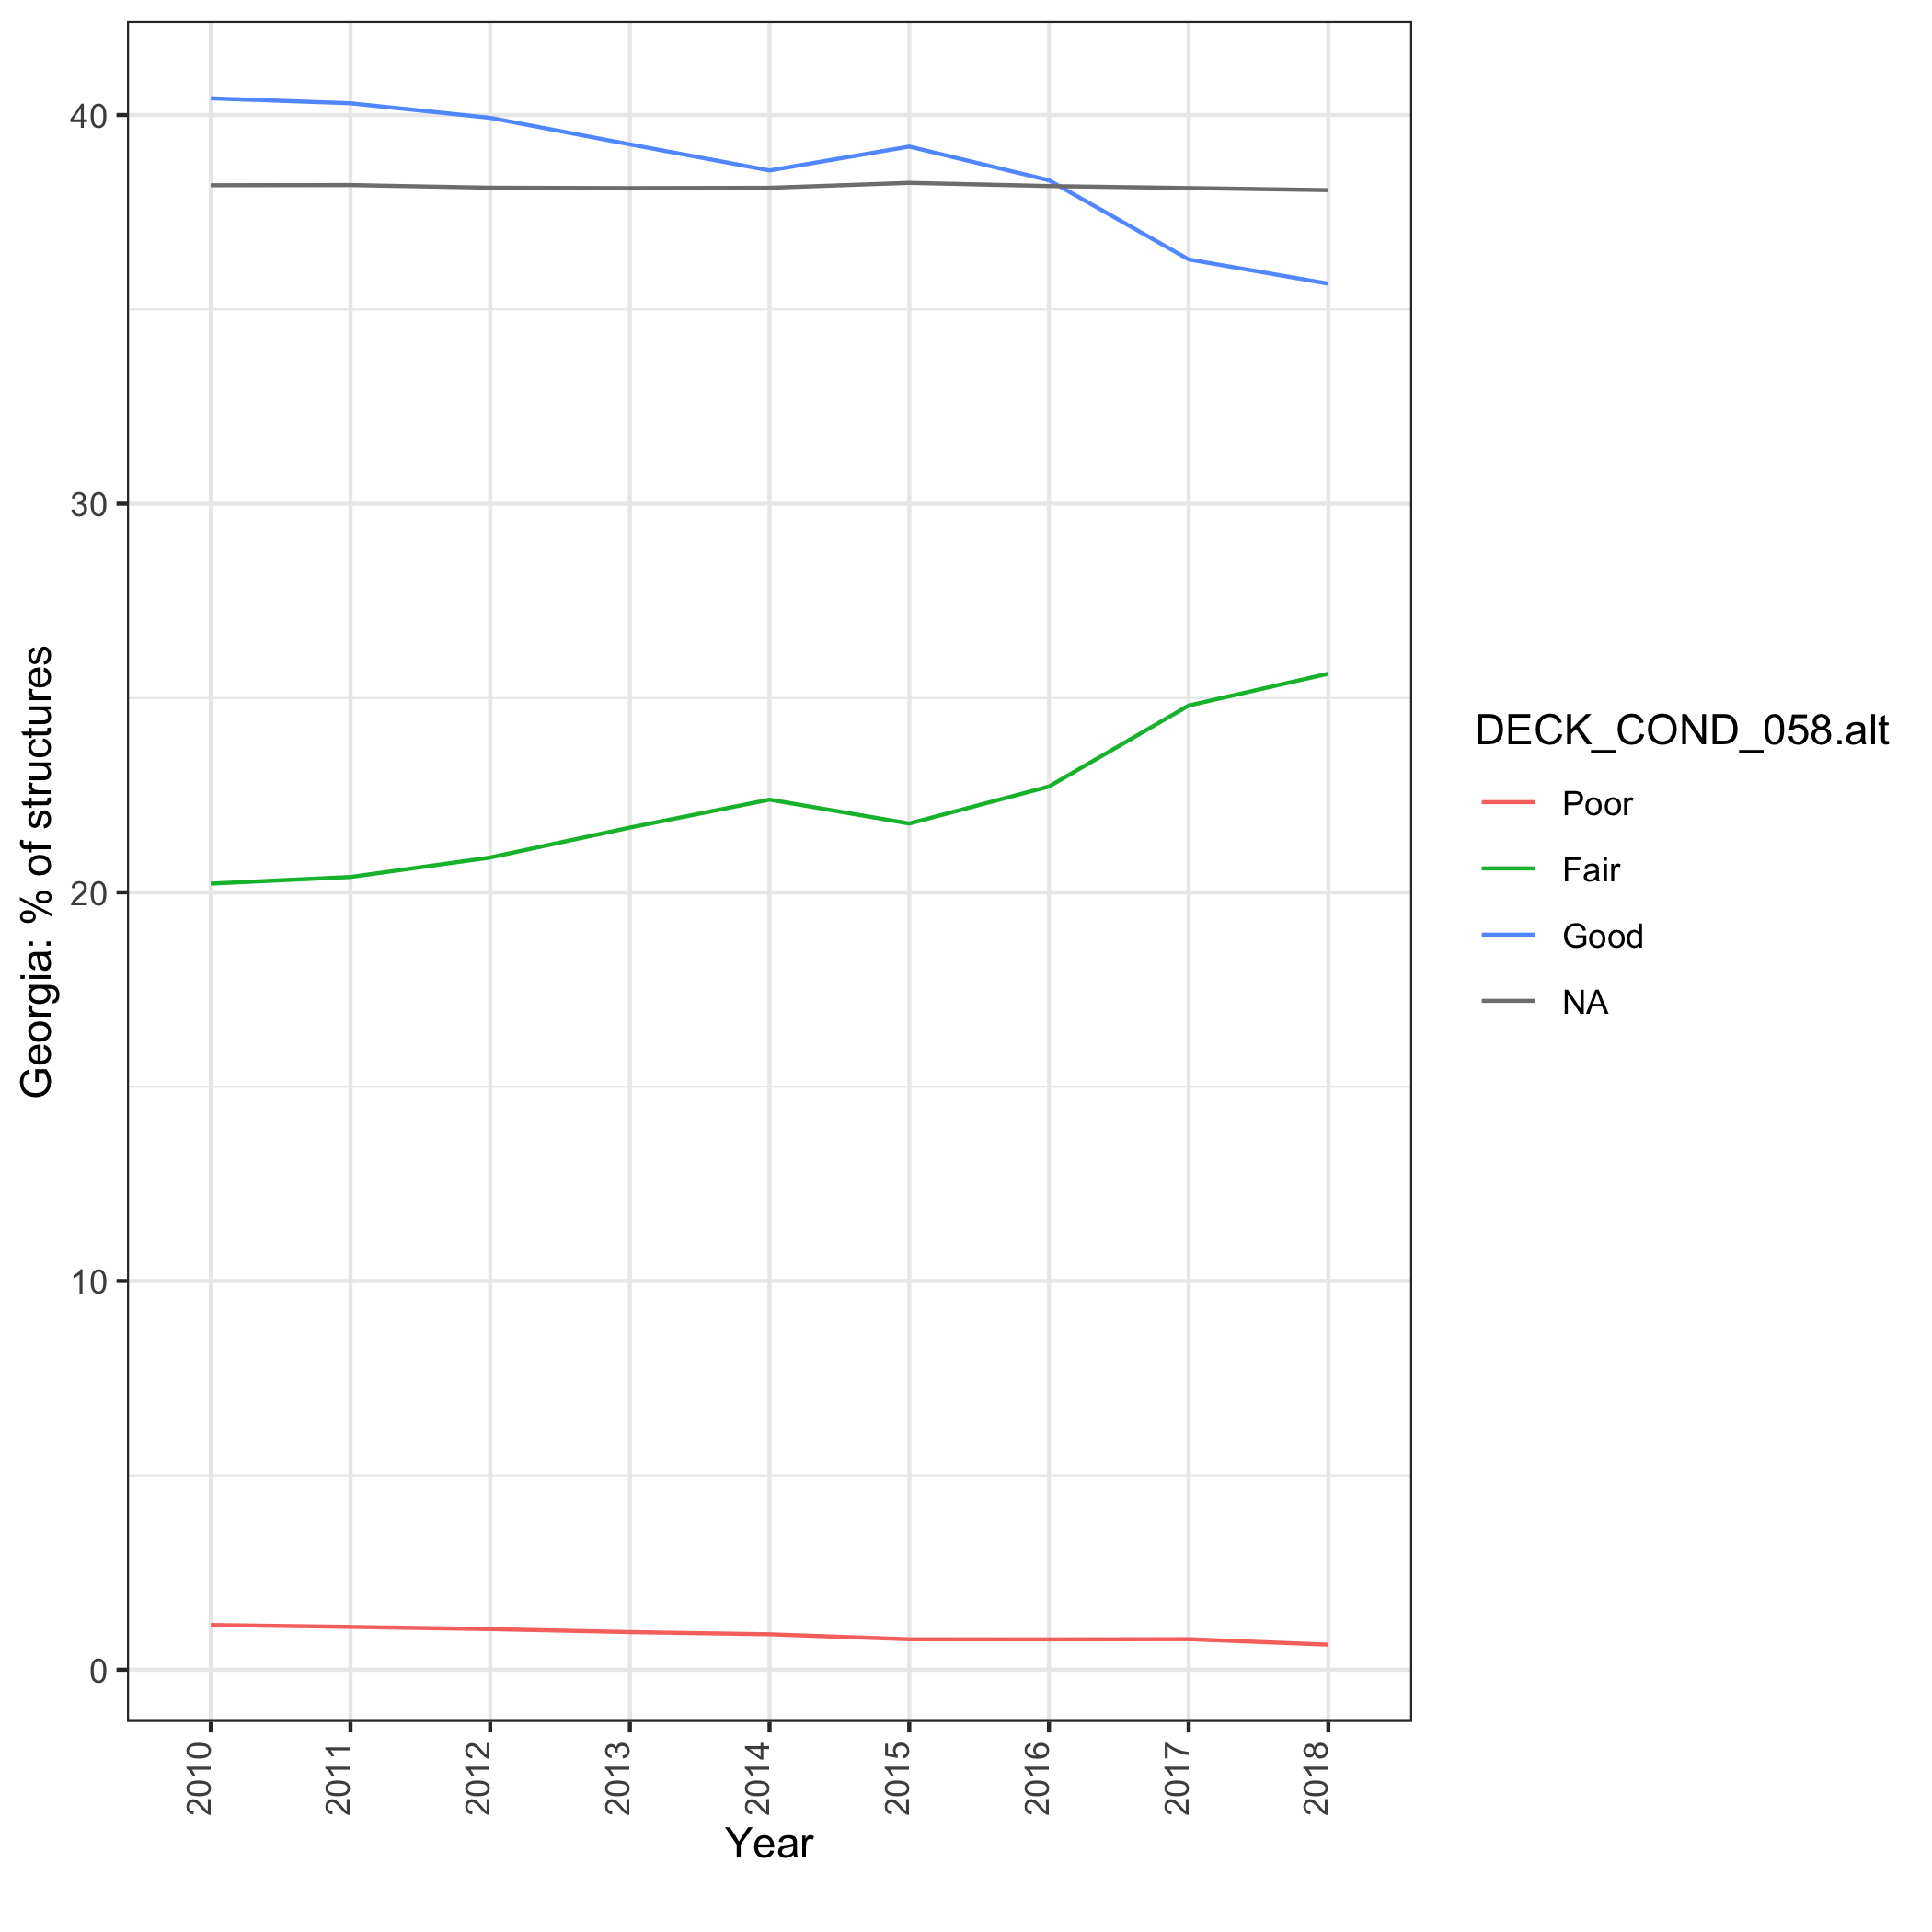 40
30
20
10
0
Georgia: % of structures
2010
2011
2012
2013
2014
2015
2016
2017
2018
Year
DECK_COND_058.alt
Poor
Fair
Good
NA